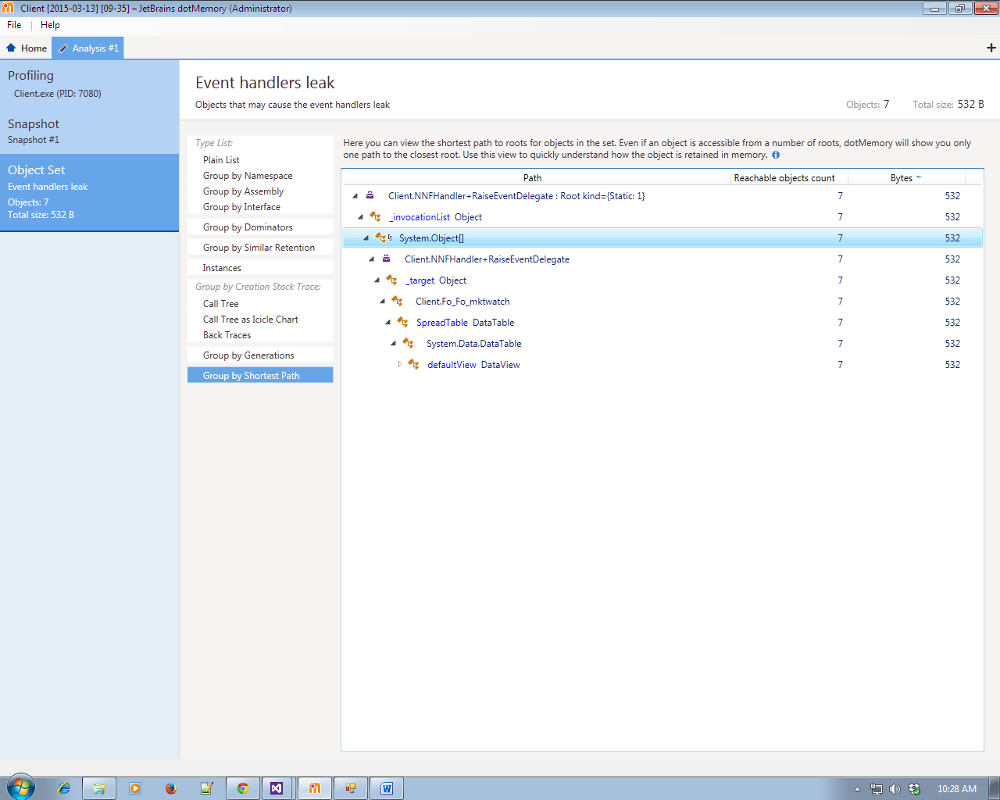 Client [2015-03-13] [09-35] – JetBrains dotMemory (Administrator)
File | Help
Home Analysis #1
Profiling
Client.exe (PID: 7080)
Snapshot
Snapshot #1
Object Set
Event handlers leak
Objects: 7
Total size: 532 B
Event handlers leak
Objects that may cause the event handlers leak
Objects: 7 Total size: 532 B
Type List:
Plain List
Group by Namespace
Group by Assembly
Group by Interface
Group by Dominators
Group by Similar Retention
Instances
Group by Creation Stack Trace:
Call Tree
Call Tree as Icicle Chart
Back Traces
Group by Generations
Group by Shortest Path
Here you can view the shortest path to roots for objects in the set. Even if an object is accessible from a number of roots, dotMemory will show you only
one path to the closest root. Use this view to quickly understand how the object is retained in memory.
Path Reachable objects count Bytes
Client.NNFHandler+RaiseEventDelegate : Root kind={Static: 1} 7 532
_invocationList Object 7 532
System.Object[] 7 532
Client.NNFHandler+RaiseEventDelegate 7 532
_target Object 7 532
Client.Fo_Fo_mktwatch 7 532
SpreadTable DataTable 7 532
System.Data.DataTable 7 532
defaultView DataView 7 532
10:28 AM